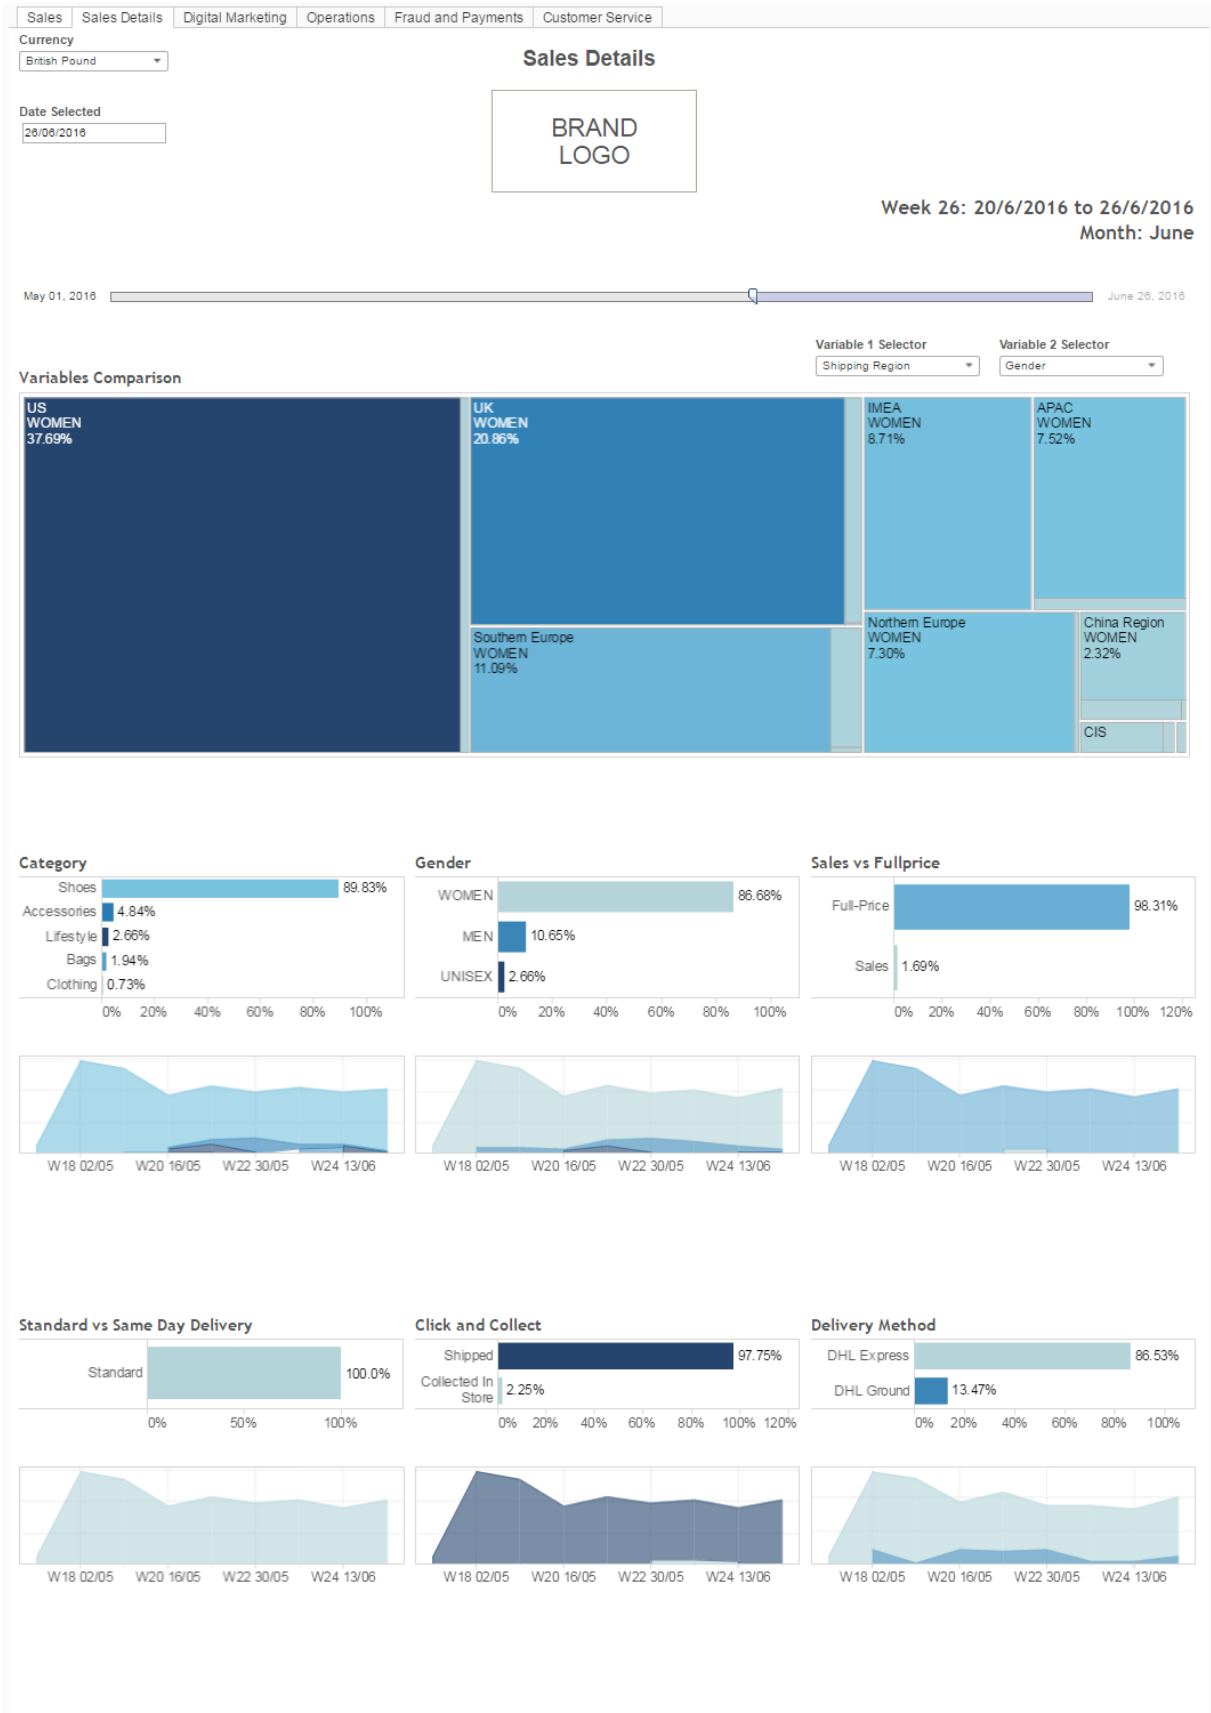 Sales Sales Details Digital Marketing Operations Fraud and Payments Customer Service
Currency
British Pound
Sales Details
Date Selected
26/06/2016
BRAND
LOGO
Week 26: 20/6/2016 to 26/6/2016
Month: June
May 01, 2016 June 26, 2016
Variable 1 Selector Variable 2 Selector
Shipping Region Gender
Variables Comparison
US
WOMEN
37.69%
UK
WOMEN
20.86%
IMEA
WOMEN
8.71%
APAC
WOMEN
7.52%
Southern Europe
WOMEN
11.09%
Northern Europe
WOMEN
7.30%
China Region
WOMEN
2.32%
CIS
Category
Shoes 89.83%
Accessories 4.84%
Lifestyle 2.66%
Bags 1.94%
Clothing 0.73%
0% 20% 40% 60% 80% 100%
Gender
WOMEN 86.68%
MEN 10.65%
UNISEX 2.66%
0% 20% 40% 60% 80% 100%
Sales vs Fullprice
Full-Price 98.31%
Sales 1.69%
0% 20% 40% 60% 80% 100% 120%
W18 02/05 W20 16/05 W22 30/05 W24 13/06
W18 02/05 W20 16/05 W22 30/05 W24 13/06
W18 02/05 W20 16/05 W22 30/05 W24 13/06
Standard vs Same Day Delivery
Standard 100.0%
0% 50% 100%
Click and Collect
Shipped 97.75%
Collected In
Store 2.25%
0% 20% 40% 60% 80% 100% 120%
Delivery Method
DHL Express 86.53%
DHL Ground 13.47%
0% 20% 40% 60% 80% 100%
W18 02/05 W20 16/05 W22 30/05 W24 13/06
W18 02/05 W20 16/05 W22 30/05 W24 13/06
W18 02/05 W20 16/05 W22 30/05 W24 13/06